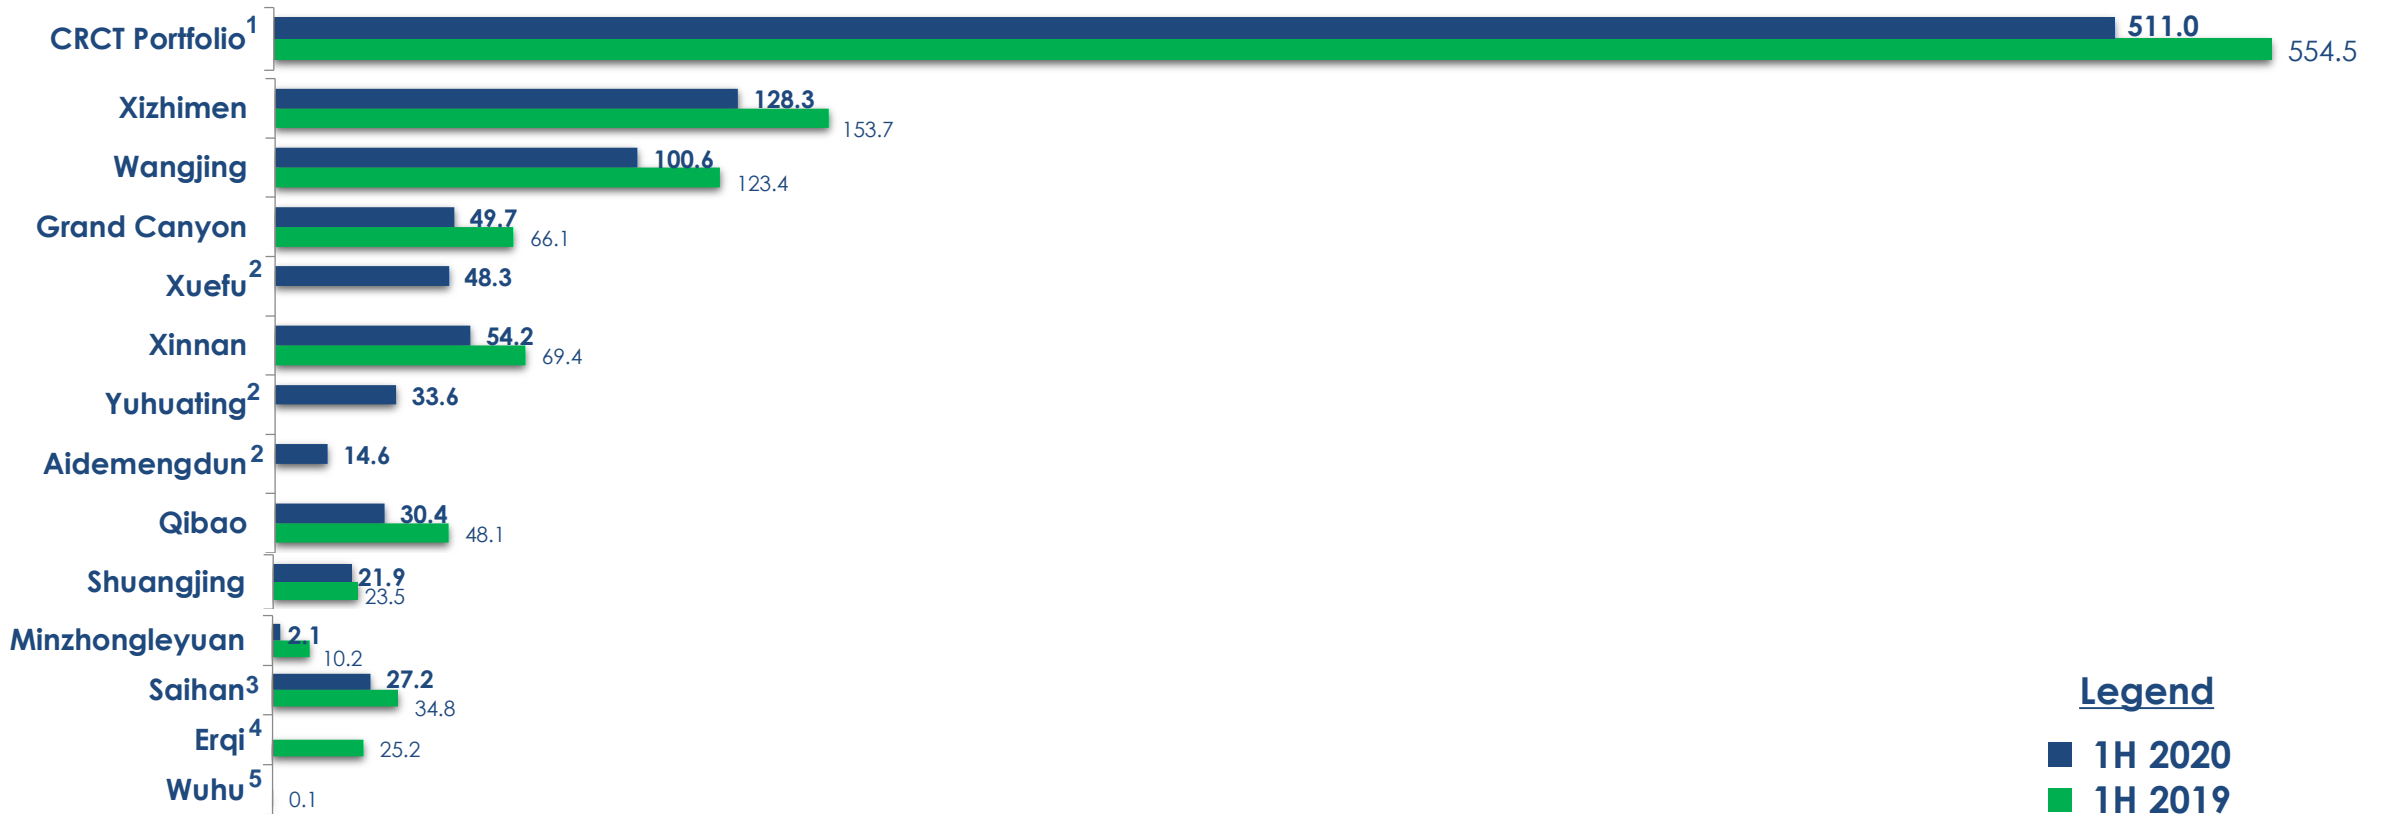 CRCT Portfolio1
511.0
554.5
Xizhimen
128.3
153.7
Wangjing
100.6
123.4
Grand Canyon
49.7
66.1
Xuefu2
48.3
Xinnan
54.2
69.4
Yuhuating2
33.6
Aidemengdun2
14.6
Qibao
30.4
48.1
Shuangjing
21.9
23.5
Minzhongleyuan
2.1
10.2
Saihan3
27.2
34.8
Erqi4
25.2
Wuhu5
0.1
Legend
1H 2020
1H 2019